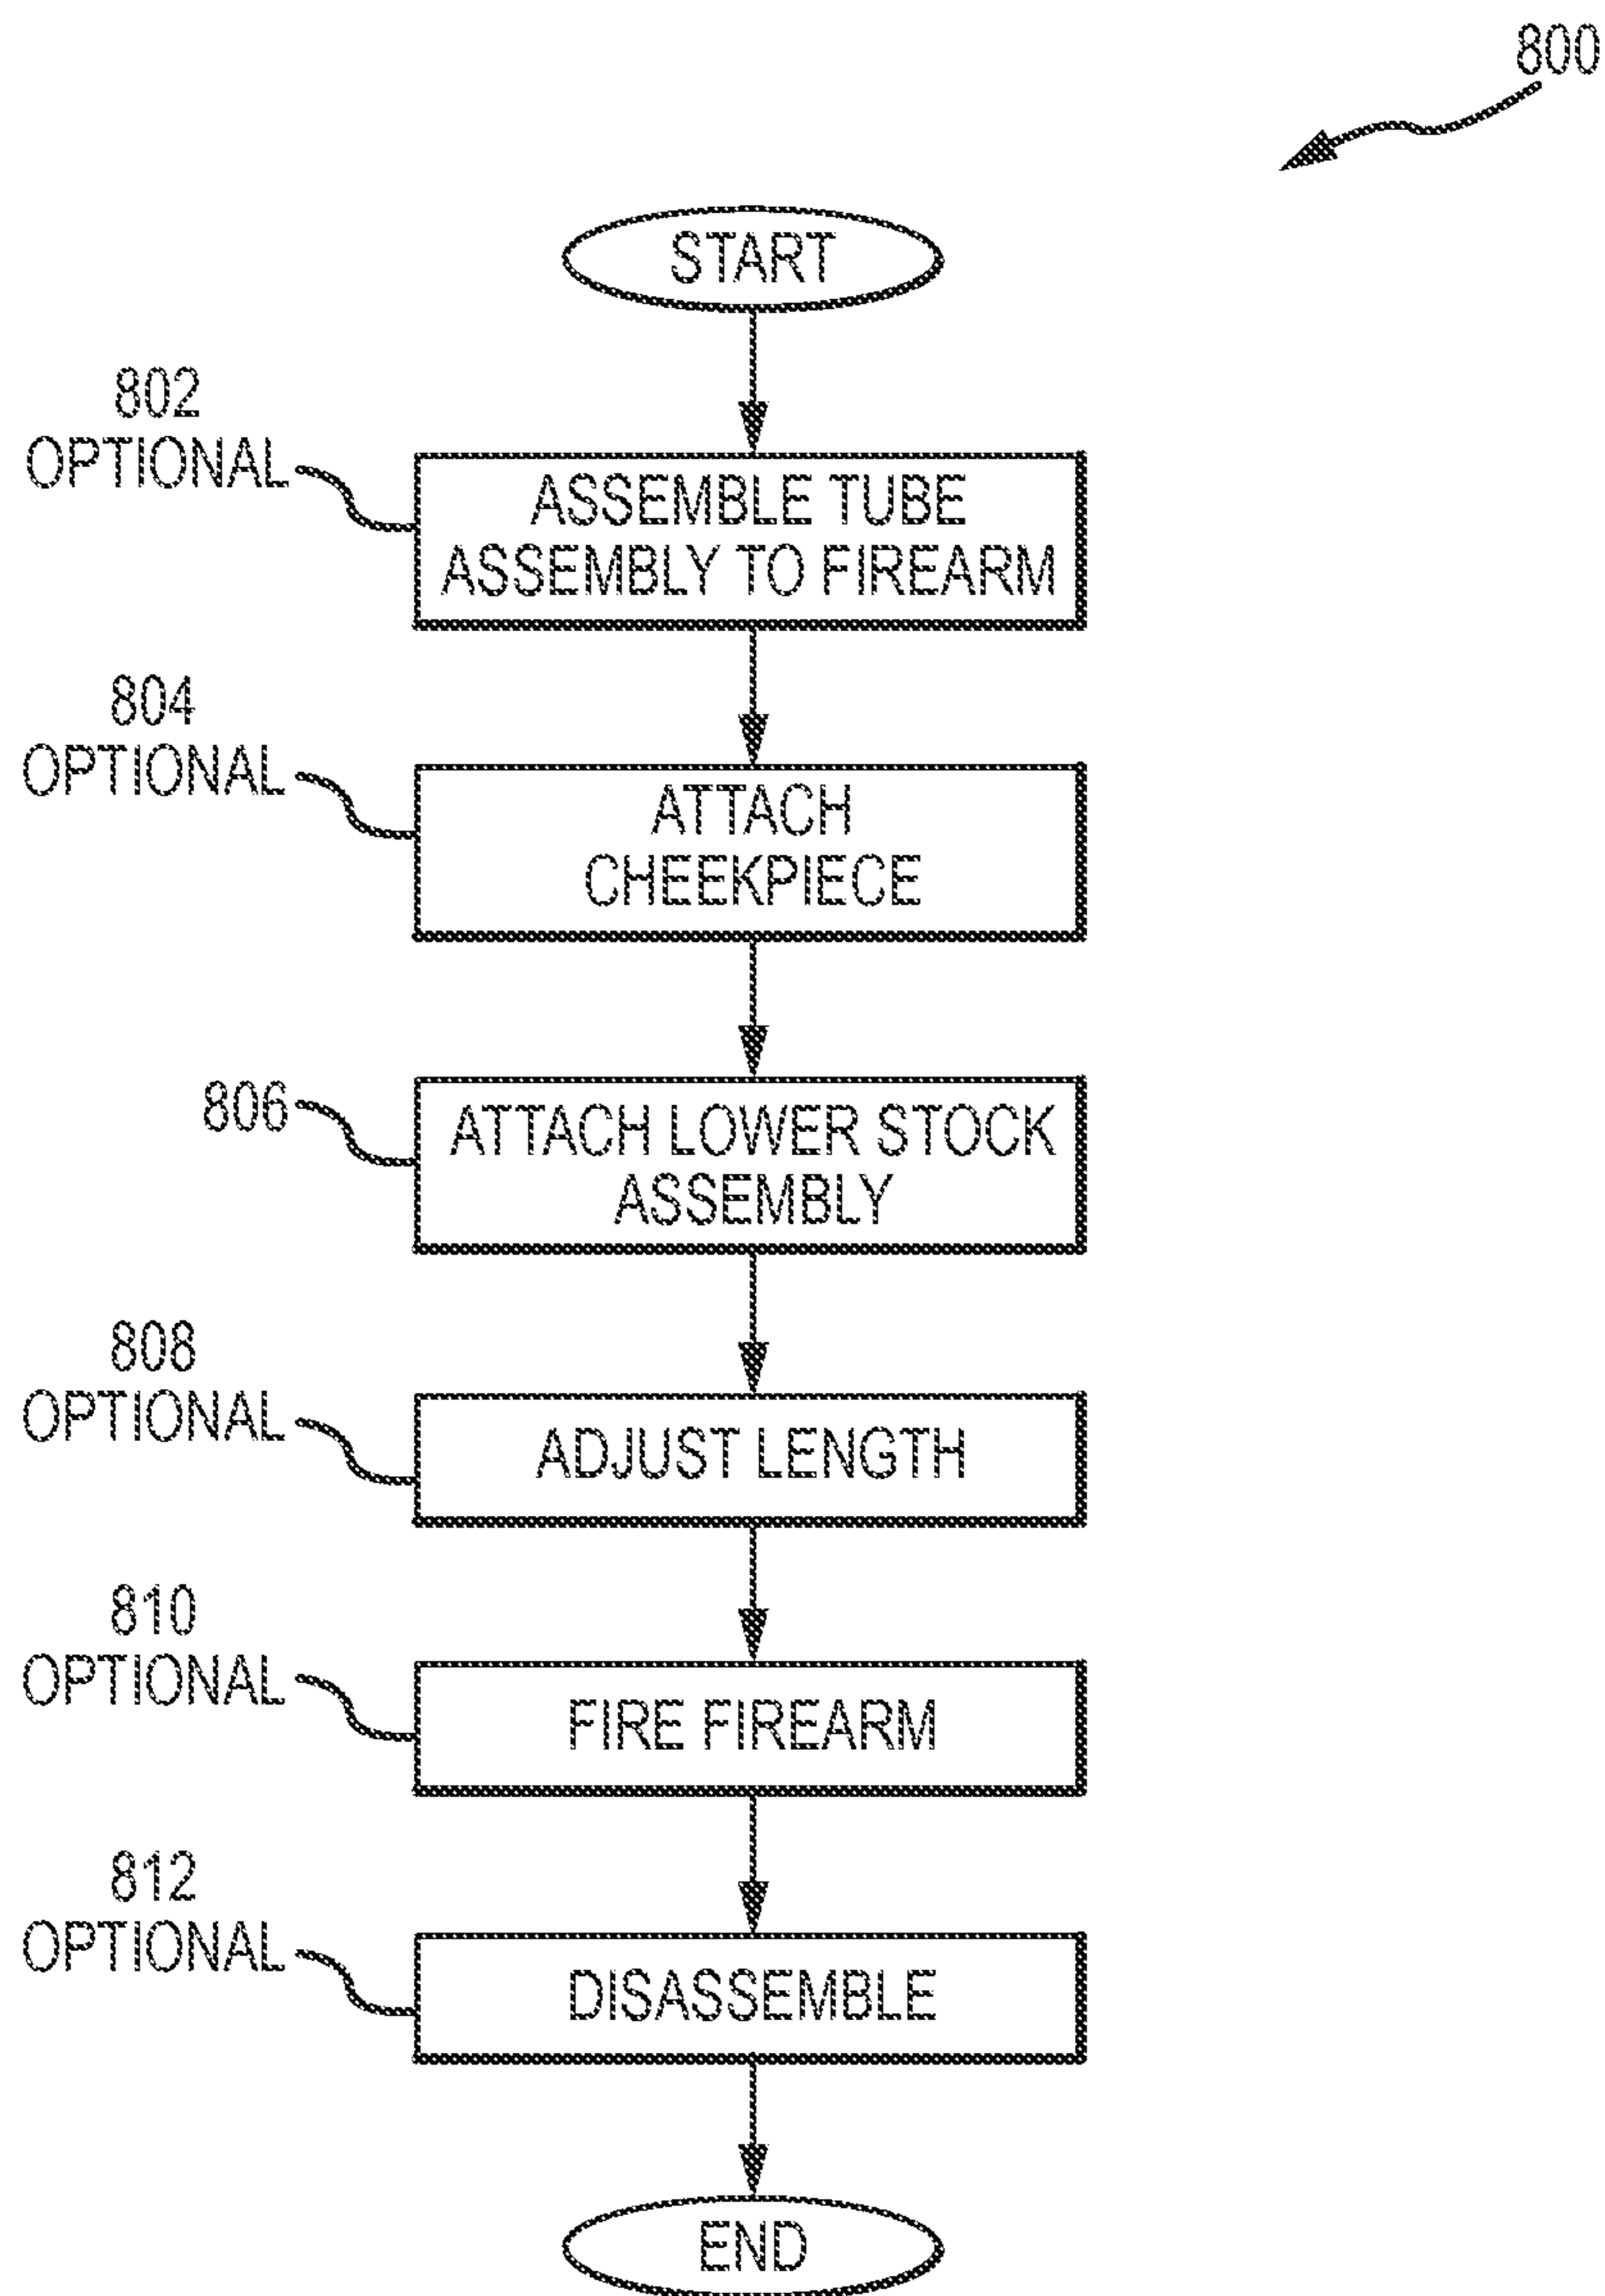 800
START
802
OPTIONAL
ASSEMBLE TUBE
ASSEMBLY TO FIREARM
804
OPTIONAL
ATTACH
CHEEKPIECE
806
ATTACH LOWER STOCK
ASSEMBLY
808
OPTIONAL
ADJUST LENGTH
810
OPTIONAL
FIRE FIREARM
812
OPTIONAL
DISASSEMBLE
END